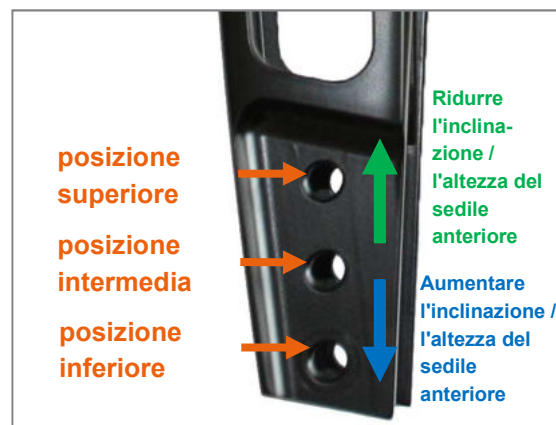 posizione
superiore
posizione
intermedia
posizione
inferiore
Ridurre
l'inclina-
zione /
l'altezza del
sedile
anteriore
Aumentare
l'inclinazione /
l'altezza del
sedile
anteriore